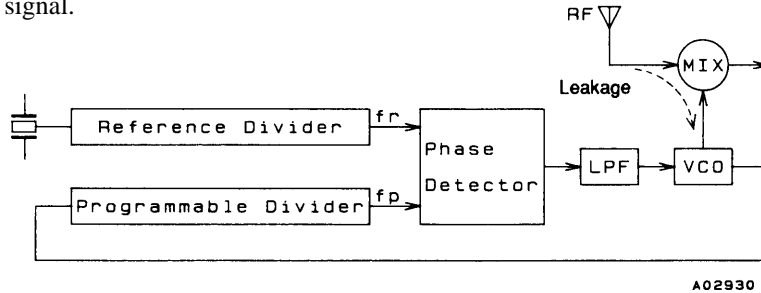 signal.
RF
MIX
Leakage
Reference Divider
fr
Phase
Detector
LPF
VCO
Programmable Divider
fp
A02930